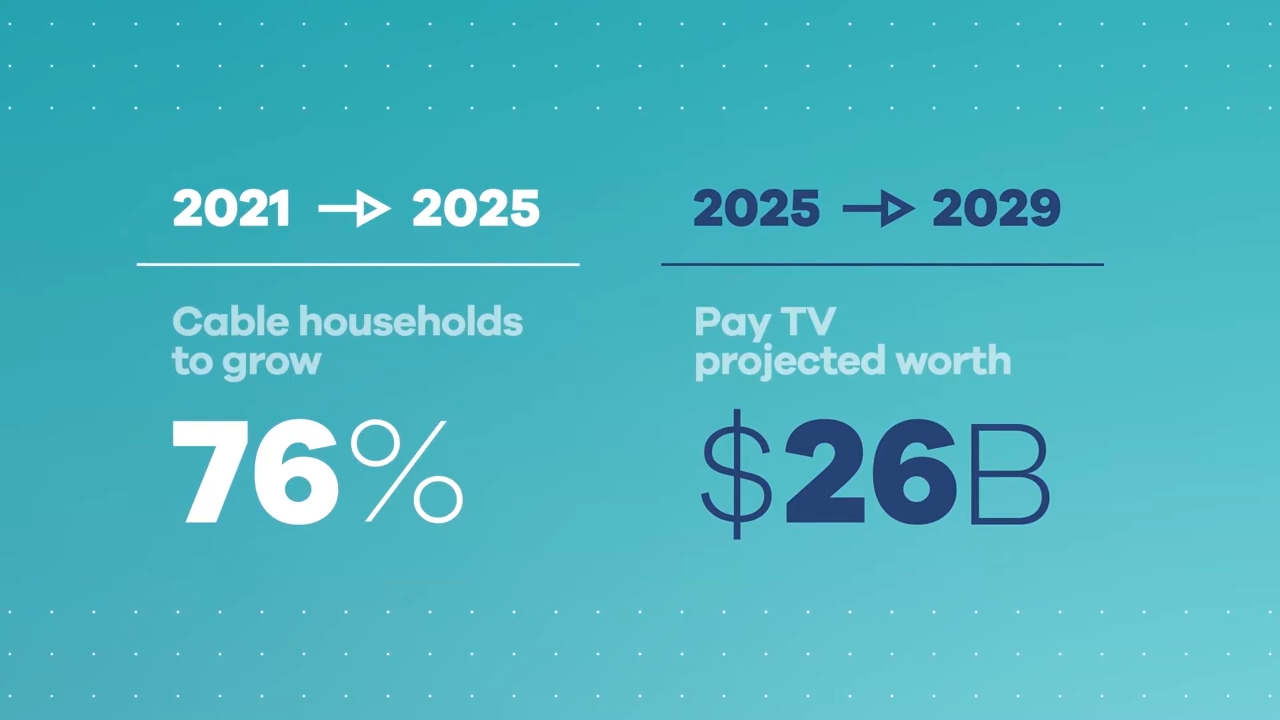 2021 → 2025
Cable households
to grow
76%
2025 → 2029
Pay TV
projected worth
$26B